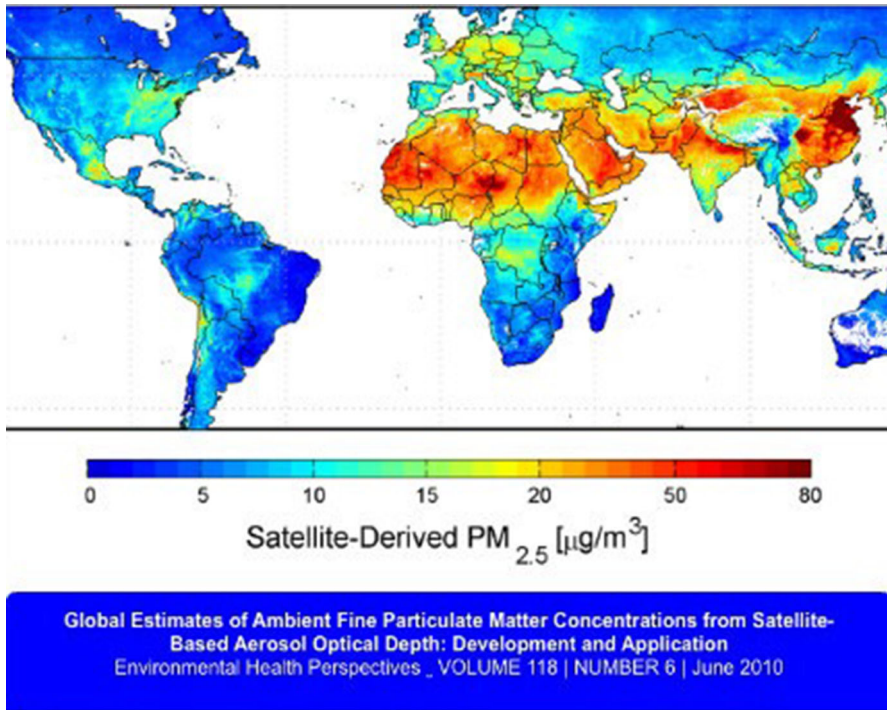 0 5 10 15 20 50 80
Satellite-Derived PM 2.5 [µg/m³]
Global Estimates of Ambient Fine Particulate Matter Concentrations from Satellite-
Based Aerosol Optical Depth: Development and Application
Environmental Health Perspectives _ VOLUME 118 | NUMBER 6 | June 2010